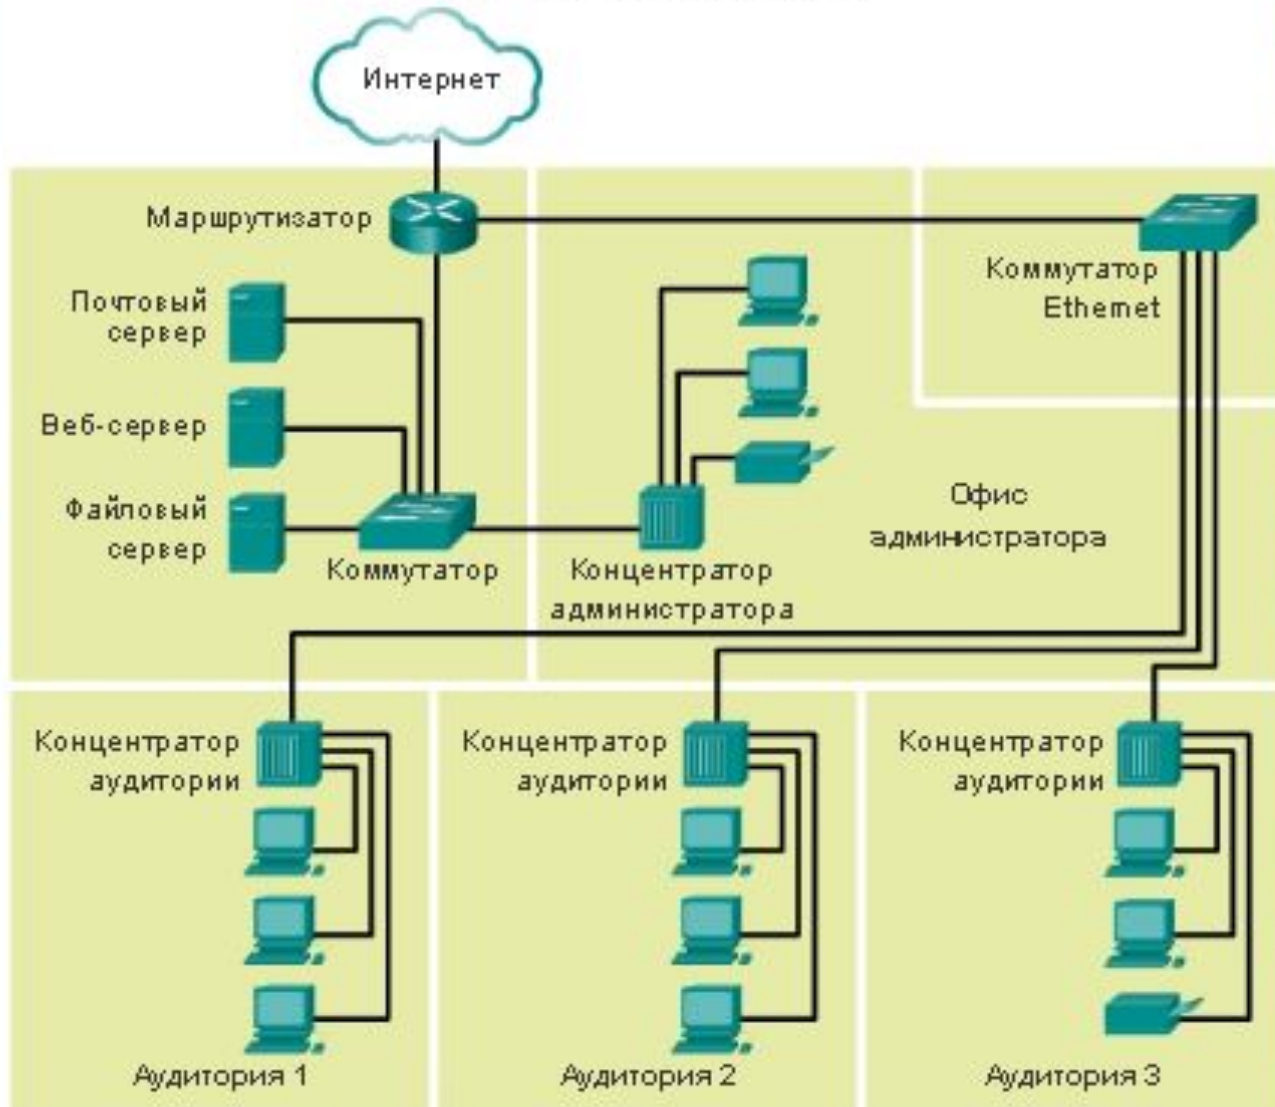 Интернет
Маршрутизатор
Почтовый
сервер
Коммутатор
Ethernet
Веб-сервер
Файловый
сервер
Коммутатор
Концентратор
администратора
Офис
администратора
Концентратор
аудитории
Концентратор
аудитории
Концентратор
аудитории
Аудитория 1
Аудитория 2
Аудитория 3